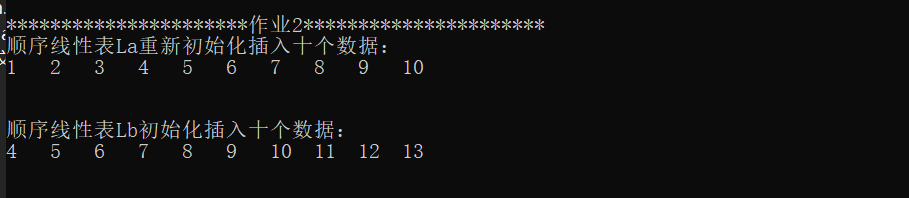 **********************作业2**********************
顺序线性表La重新初始化插入十个数据:
1 2 3 4 5 6 7 8 9 10
顺序线性表Lb初始化插入十个数据:
4 5 6 7 8 9 10 11 12 13